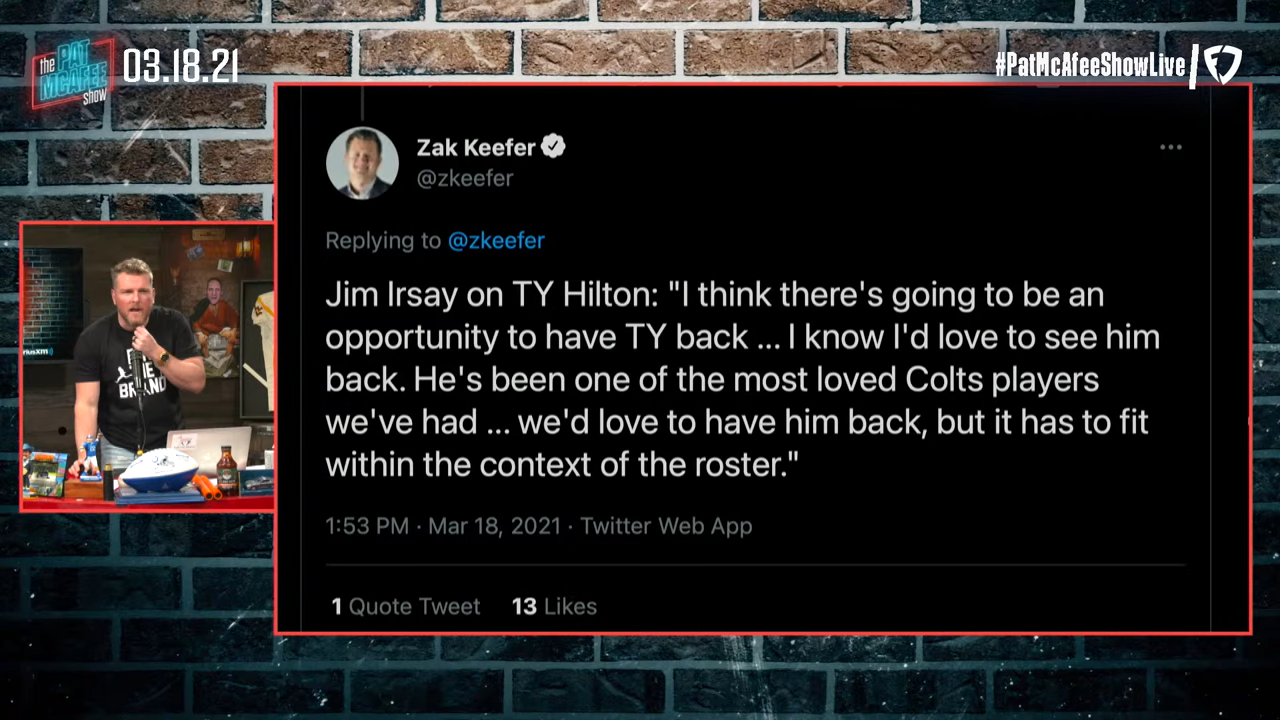 the PAT MCAFEE show
03.18.21
#PatMcAfeeShowLive
Zak Keefer
@zkeefer
Replying to @zkeefer
Jim Irsay on TY Hilton: "I think there's going to be an
opportunity to have TY back ... I know I'd love to see him
back. He's been one of the most loved Colts players
we've had ... we'd love to have him back, but it has to fit
within the context of the roster."
1:53 PM · Mar 18, 2021 · Twitter Web App
1 Quote Tweet 13 Likes
iusxm
THE
BRAND